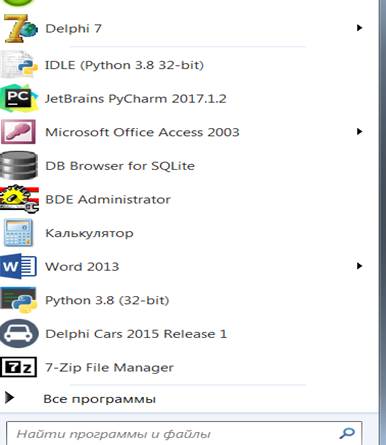 Delphi 7
IDLE (Python 3.8 32-bit)
PC JetBrains PyCharm 2017.1.2
Microsoft Office Access 2003
DB Browser for SQLite
BDE Administrator
Калькулятор
W Word 2013
Python 3.8 (32-bit)
Delphi Cars 2015 Release 1
7z 7-Zip File Manager
Все программы
Найти программы и файлы